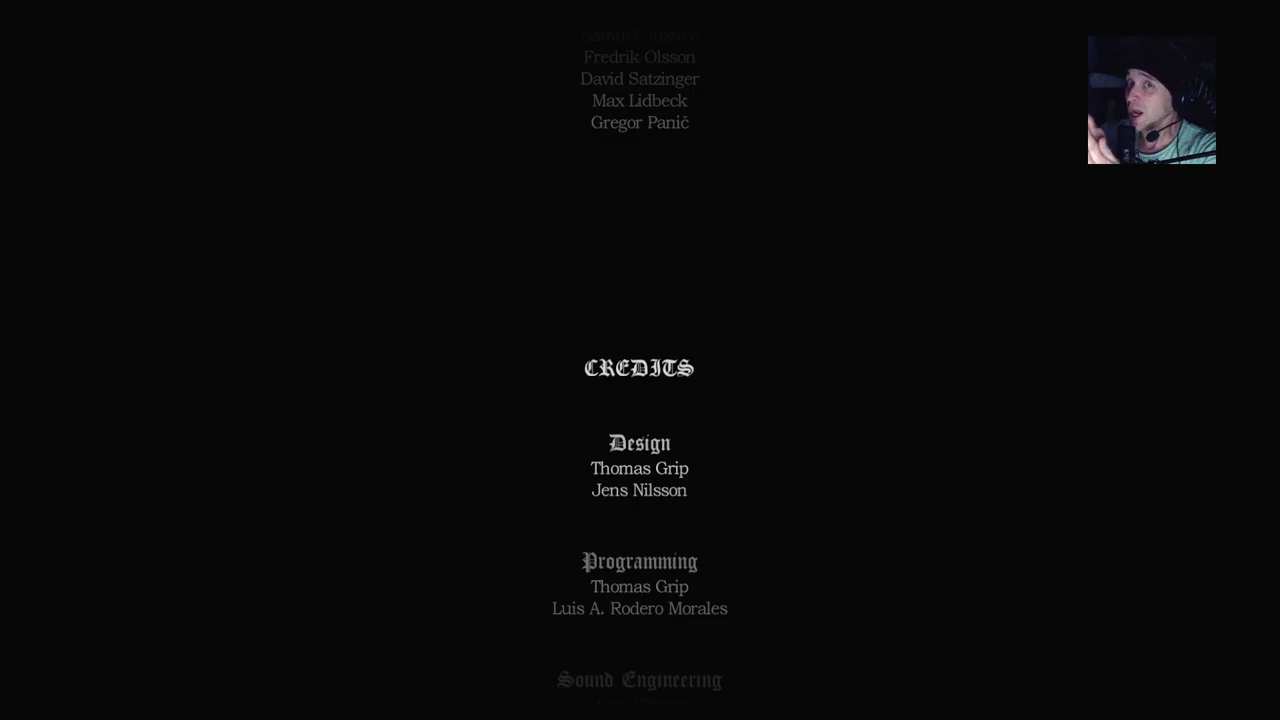 Fredrik Olsson
David Satzinger
Max Lidbeck
Gregor Panič
CREDITS
Design
Thomas Grip
Jens Nilsson
Programming
Thomas Grip
Luis A. Rodero Morales
Sound Engineering